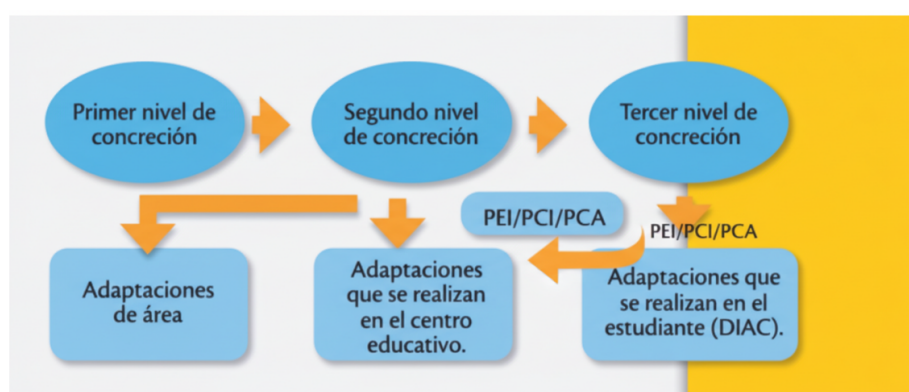 Primer nivel de
concreción
Segundo nivel
de concreción
Tercer nivel de
concreción
PEI/PCI/PCA
PEI/PCI/PCA
Adaptaciones
de área
Adaptaciones
que se realizan
en el centro
educativo.
Adaptaciones que
se realizan en el
estudiante (DIAC).